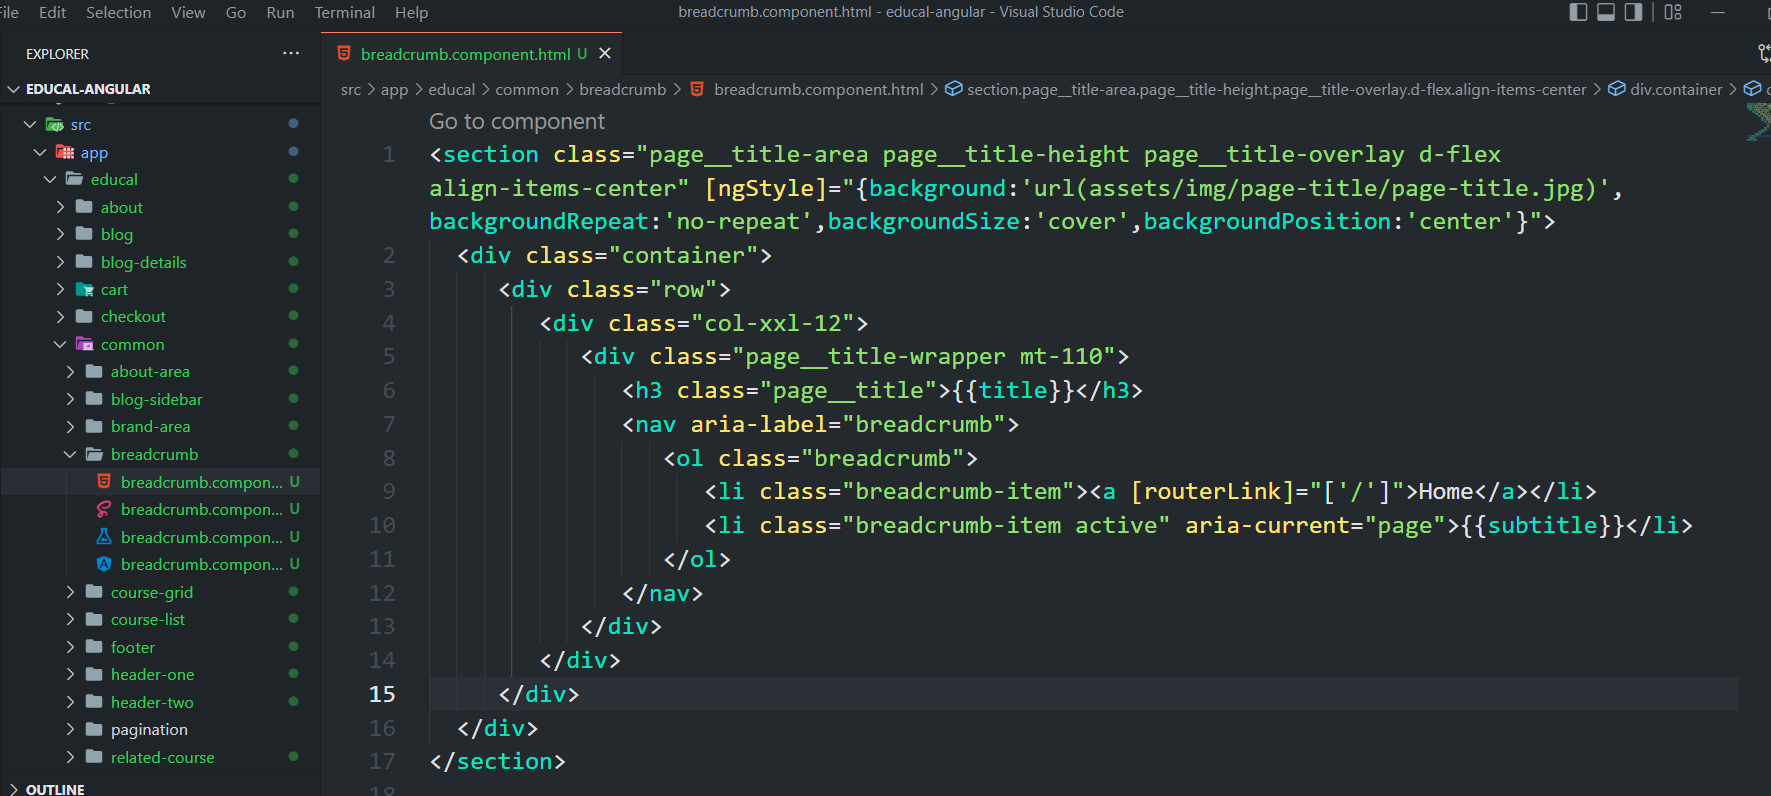 File Edit Selection View Go Run Terminal Help
breadcrumb.component.html - educal-angular - Visual Studio Code
EXPLORER
EDUCAL-ANGULAR
src
app
educal
about
blog
blog-details
cart
checkout
common
about-area
blog-sidebar
brand-area
breadcrumb
breadcrumb.compon... U
breadcrumb.compon... U
breadcrumb.compon... U
breadcrumb.compon... U
course-grid
course-list
footer
header-one
header-two
pagination
related-course
OUTLINE
breadcrumb.component.html U
src > app > educal > common > breadcrumb > breadcrumb.component.html > section.page__title-area.page__title-height.page__title-overlay.d-flex.align-items-center > div.container >
Go to component
1 <section class="page__title-area page__title-height page__title-overlay d-flex
align-items-center" [ngStyle]="{background:'url(assets/img/page-title/page-title.jpg)',
backgroundRepeat:'no-repeat',backgroundSize:'cover',backgroundPosition:'center'}">
2 <div class="container">
3 <div class="row">
4 <div class="col-xxl-12">
5 <div class="page__title-wrapper mt-110">
6 <h3 class="page__title">{{title}}</h3>
7 <nav aria-label="breadcrumb">
8 <ol class="breadcrumb">
9 <li class="breadcrumb-item"><a [routerLink]="['/']">Home</a></li>
10 <li class="breadcrumb-item active" aria-current="page">{{subtitle}}</li>
11 </ol>
12 </nav>
13 </div>
14 </div>
15 </div>
16 </div>
17 </section>
18